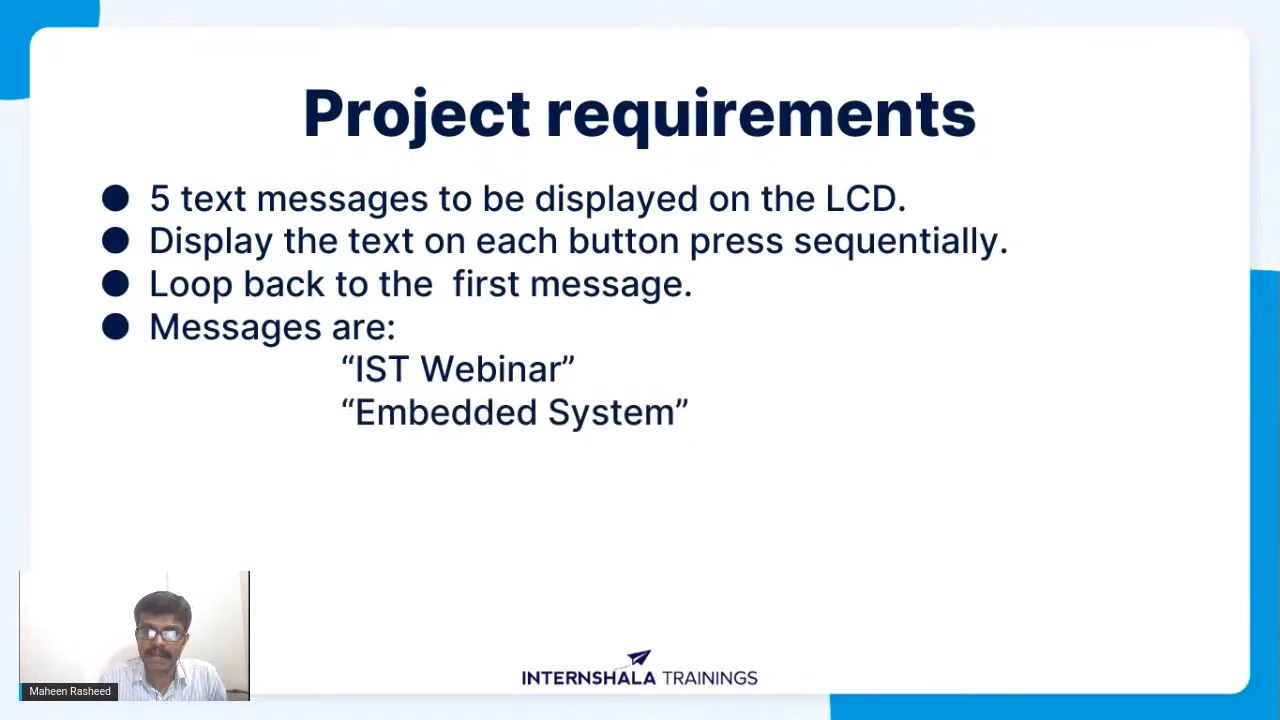 Project requirements
● 5 text messages to be displayed on the LCD.
● Display the text on each button press sequentially.
● Loop back to the  first message.
● Messages are:
“IST Webinar”
“Embedded System”
INTERNSHALA TRAININGS
Maheen Rasheed